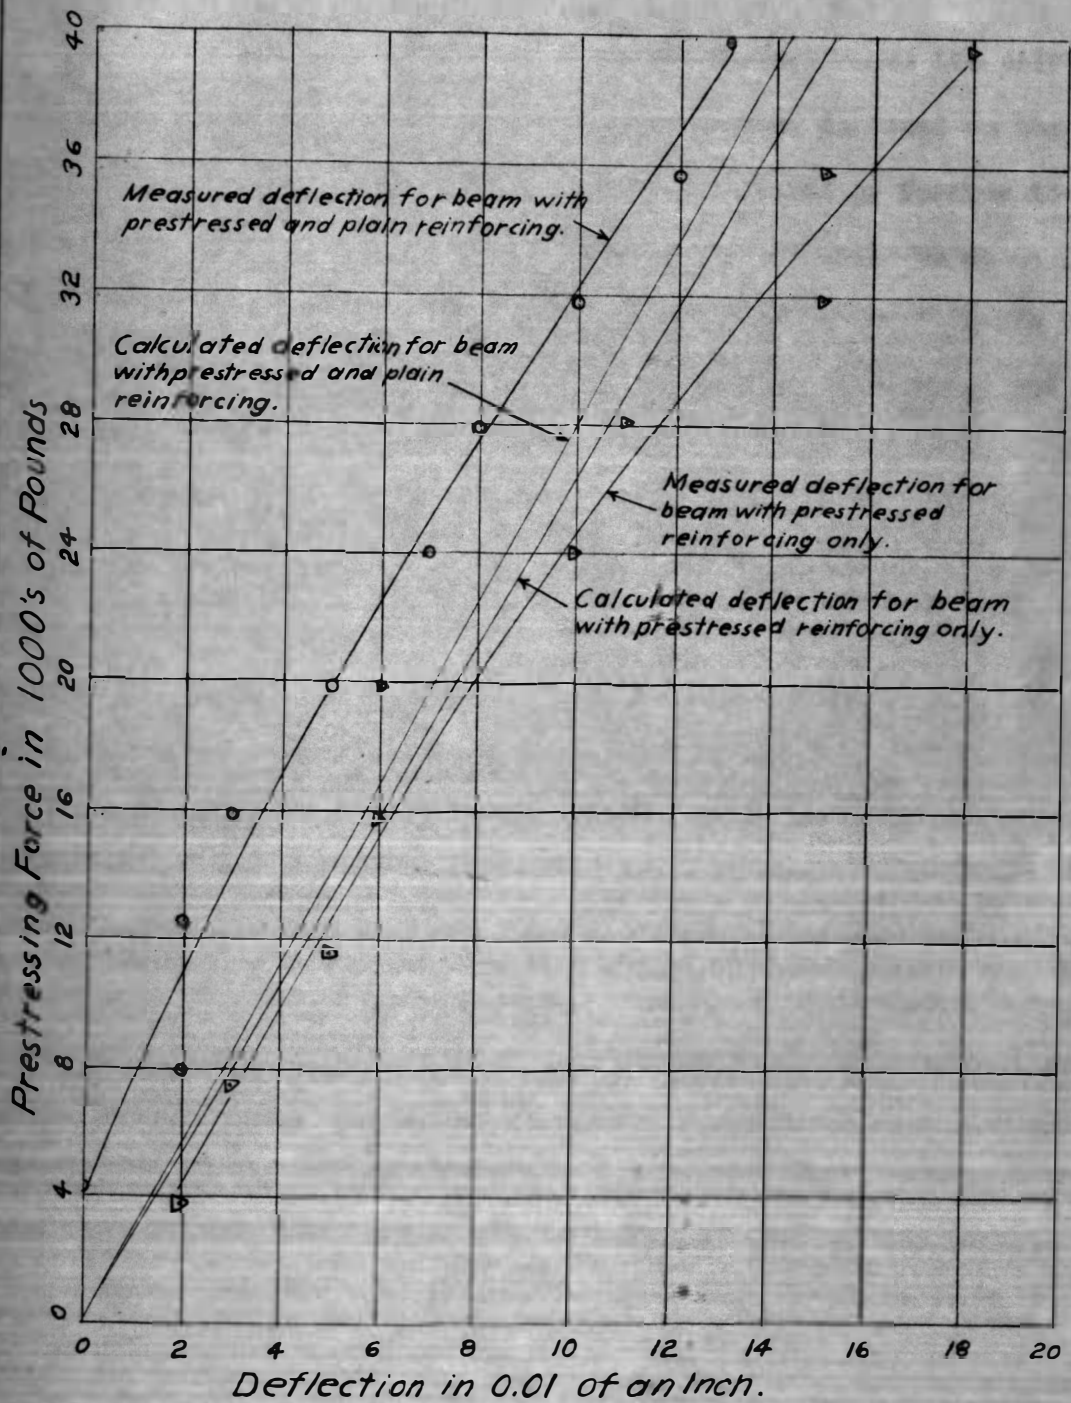 40
36
32
28
24
20
16
12
8
4
0
Prestressing Force in 1000's of Pounds
Measured deflection for beam with
prestressed and plain reinforcing.
Calculated deflection for beam
with prestressed and plain
reinforcing.
Measured deflection for
beam with prestressed
reinforcing only.
Calculated deflection for beam
with prestressed reinforcing only.
0 2 4 6 8 10 12 14 16 18 20
Deflection in 0.01 of an Inch.